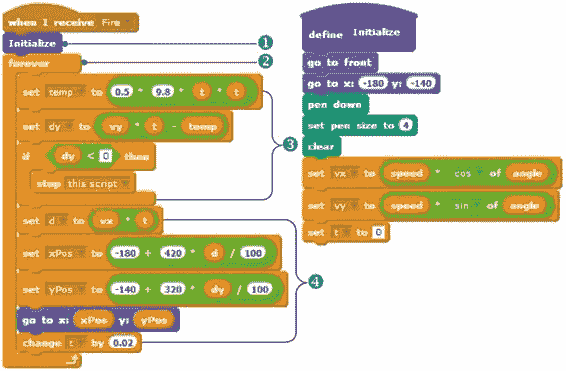 when I receive Fire
Initialize
1
forever
2
set temp to 0.5 * 9.8 * t * t
set dy to vy * t - temp
if dy < 0 then
stop this script
3
set d to vx * t
set xPos to -180 + 420 * d / 100
set yPos to -140 + 320 * dy / 100
go to x: xPos y: yPos
change t by 0.02
4
define Initialize
go to front
go to x: -180 y: -140
pen down
set pen size to 4
clear
set vx to speed * cos of angle
set vy to speed * sin of angle
set t to 0